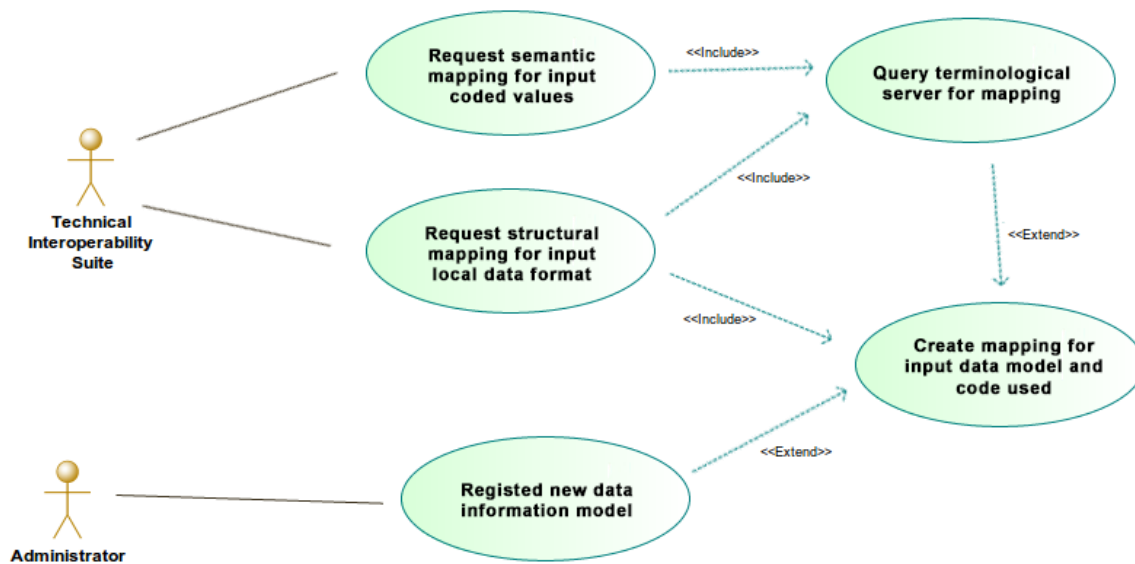 Request semantic
mapping for input
coded values
<<Include>>
Query terminological
server for mapping
Technical
Interoperability
Suite
<<Include>>
Request structural
mapping for input
local data format
<<Extend>>
<<Include>>
Create mapping for
input data model and
code used
<<Extend>>
Registed new data
information model
Administrator